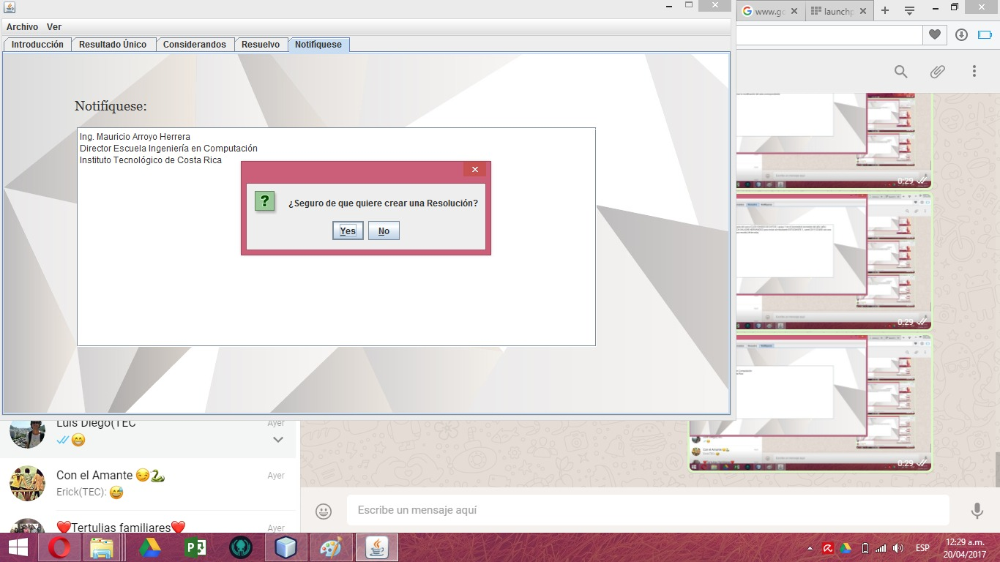 www.go
launchp
Archivo Ver
Introducción Resultado Único Considerandos Resuelvo Notifíquese
Notifíquese:
Ing. Mauricio Arroyo Herrera
Director Escuela Ingeniería en Computación
Instituto Tecnológico de Costa Rica
¿Seguro de que quiere crear una Resolución?
Yes No
0:29
0:29
0:29
Luis Diego(TEC
Ayer
Con el Amante
Ayer
Erick(TEC):
Tertulias familiares
Ayer
Escribe un mensaje aquí
ESP
12:29 a.m.
20/04/2017